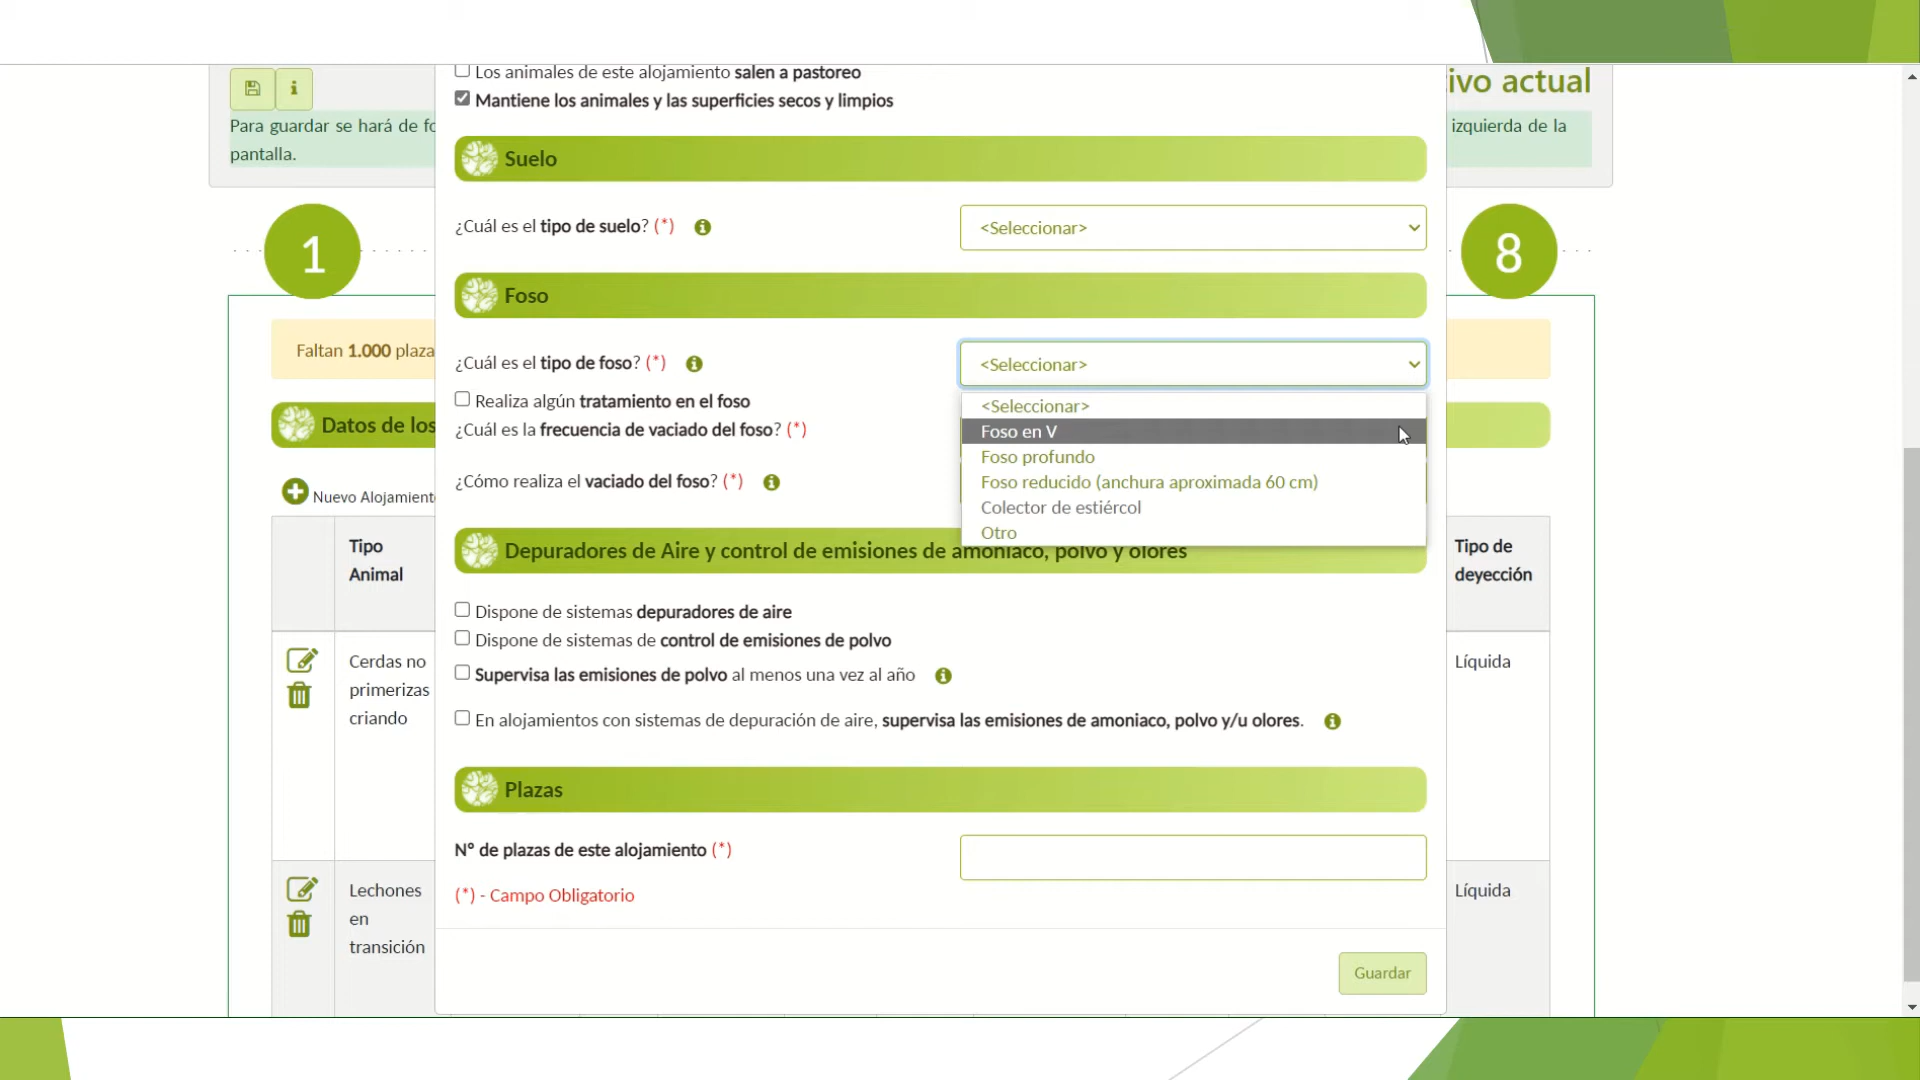 Los animales de este alojamiento salen a pastoreo
Mantiene los animales y las superficies secos y limpios
ivo actual
Para guardar se hará de fo
pantalla.
izquierda de la
Suelo
¿Cuál es el tipo de suelo? (*)
<Seleccionar>
1
8
Foso
Faltan 1.000 plaza
¿Cuál es el tipo de foso? (*)
<Seleccionar>
<Seleccionar>
Foso en V
Foso profundo
Foso reducido (anchura aproximada 60 cm)
Colector de estiércol
Otro
Realiza algún tratamiento en el foso
¿Cuál es la frecuencia de vaciado del foso? (*)
¿Cómo realiza el vaciado del foso? (*)
Datos de los
Nuevo Alojamiento
Depuradores de Aire y control de emisiones de amoniaco, polvo y olores
Tipo
Animal
Tipo de
deyección
Dispone de sistemas depuradores de aire
Dispone de sistemas de control de emisiones de polvo
Supervisa las emisiones de polvo al menos una vez al año
En alojamientos con sistemas de depuración de aire, supervisa las emisiones de amoniaco, polvo y/u olores.
Cerdas no
primerizas
criando
Líquida
Plazas
Nº de plazas de este alojamiento (*)
(*) - Campo Obligatorio
Lechones
en
transición
Líquida
Guardar